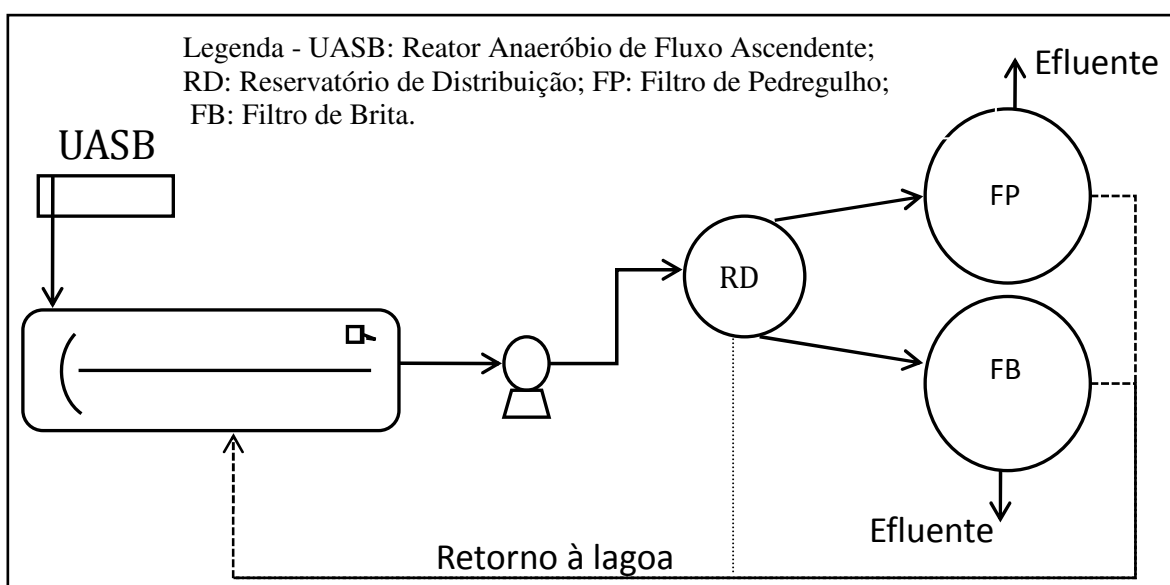 Legenda - UASB: Reator Anaeróbio de Fluxo Ascendente;
RD: Reservatório de Distribuição; FP: Filtro de Pedregulho;
FB: Filtro de Brita.
Efluente
UASB
FP
RD
FB
Efluente
Retorno à lagoa